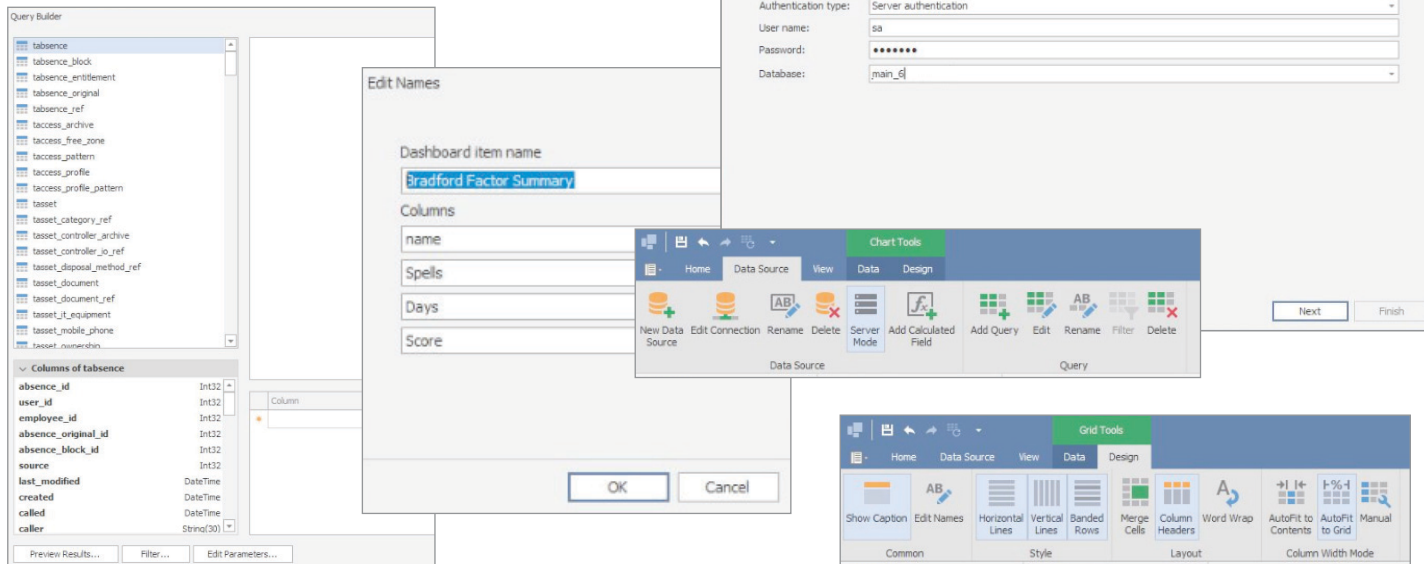 Query Builder
tabsence
tabsence_block
tabsence_entitlement
tabsence_original
tabsence_ref
taccess_archive
taccess_free_zone
taccess_pattern
taccess_profile
taccess_profile_pattern
tasset
tasset_category_ref
tasset_controller_archive
tasset_controller_io_ref
tasset_disposal_method_ref
tasset_document
tasset_document_ref
tasset_it_equipment
tasset_mobile_phone
tasset_ownership
Columns of tabsence
absence_id Int32
user_id Int32
employee_id Int32
absence_original_id Int32
absence_block_id Int32
source Int32
last_modified DateTime
created DateTime
called DateTime
caller String(30)
Column
Preview Results... Filter... Edit Parameters...
Edit Names
Dashboard item name
Bradford Factor Summary
Columns
name
Spells
Days
Score
OK Cancel
Authentication type: Server authentication
User name: sa
Password: •••••••
Database: main_6
Next Finish
Chart Tools
Home Data Source View Data Design
New Data Source Edit Connection Rename Delete Server Mode Add Calculated Field Add Query Edit Rename Filter Delete
Data Source Query
Grid Tools
Home Data Source View Data Design
Show Caption Edit Names Horizontal Lines Vertical Lines Banded Rows Merge Cells Column Headers Word Wrap AutoFit to Contents AutoFit to Grid Manual
Common Style Layout Column Width Mode